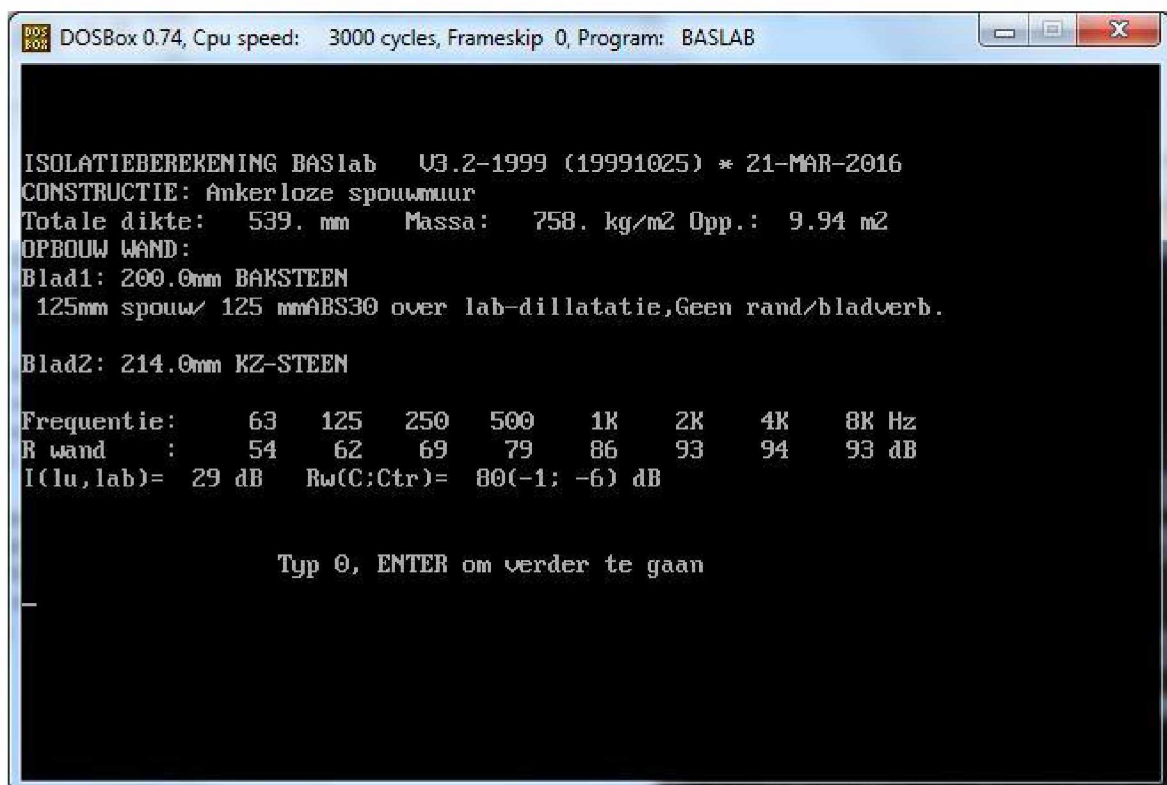 DOSBox 0.74, Cpu speed: 3000 cycles, Frameskip 0, Program: BASLAB
ISOLATIEBEREKENING BASlab V3.2-1999 (19991025) * 21-MAR-2016
CONSTRUCTIE: Ankerloze spouwmuur
Totale dikte: 539. mm Massa: 758. kg/m2 Opp.: 9.94 m2
OPBOUW WAND:
Blad1: 200.0mm BAKSTEEN
125mm spouw/ 125 mmABS30 over lab-dillatatie,Geen rand/bladverb.
Blad2: 214.0mm KZ-STEEN
Frequentie: 63 125 250 500 1K 2K 4K 8K Hz
R wand : 54 62 69 79 86 93 94 93 dB
I(lu,lab)= 29 dB Rw(C;Ctr)= 80(-1; -6) dB
Typ 0, ENTER om verder te gaan